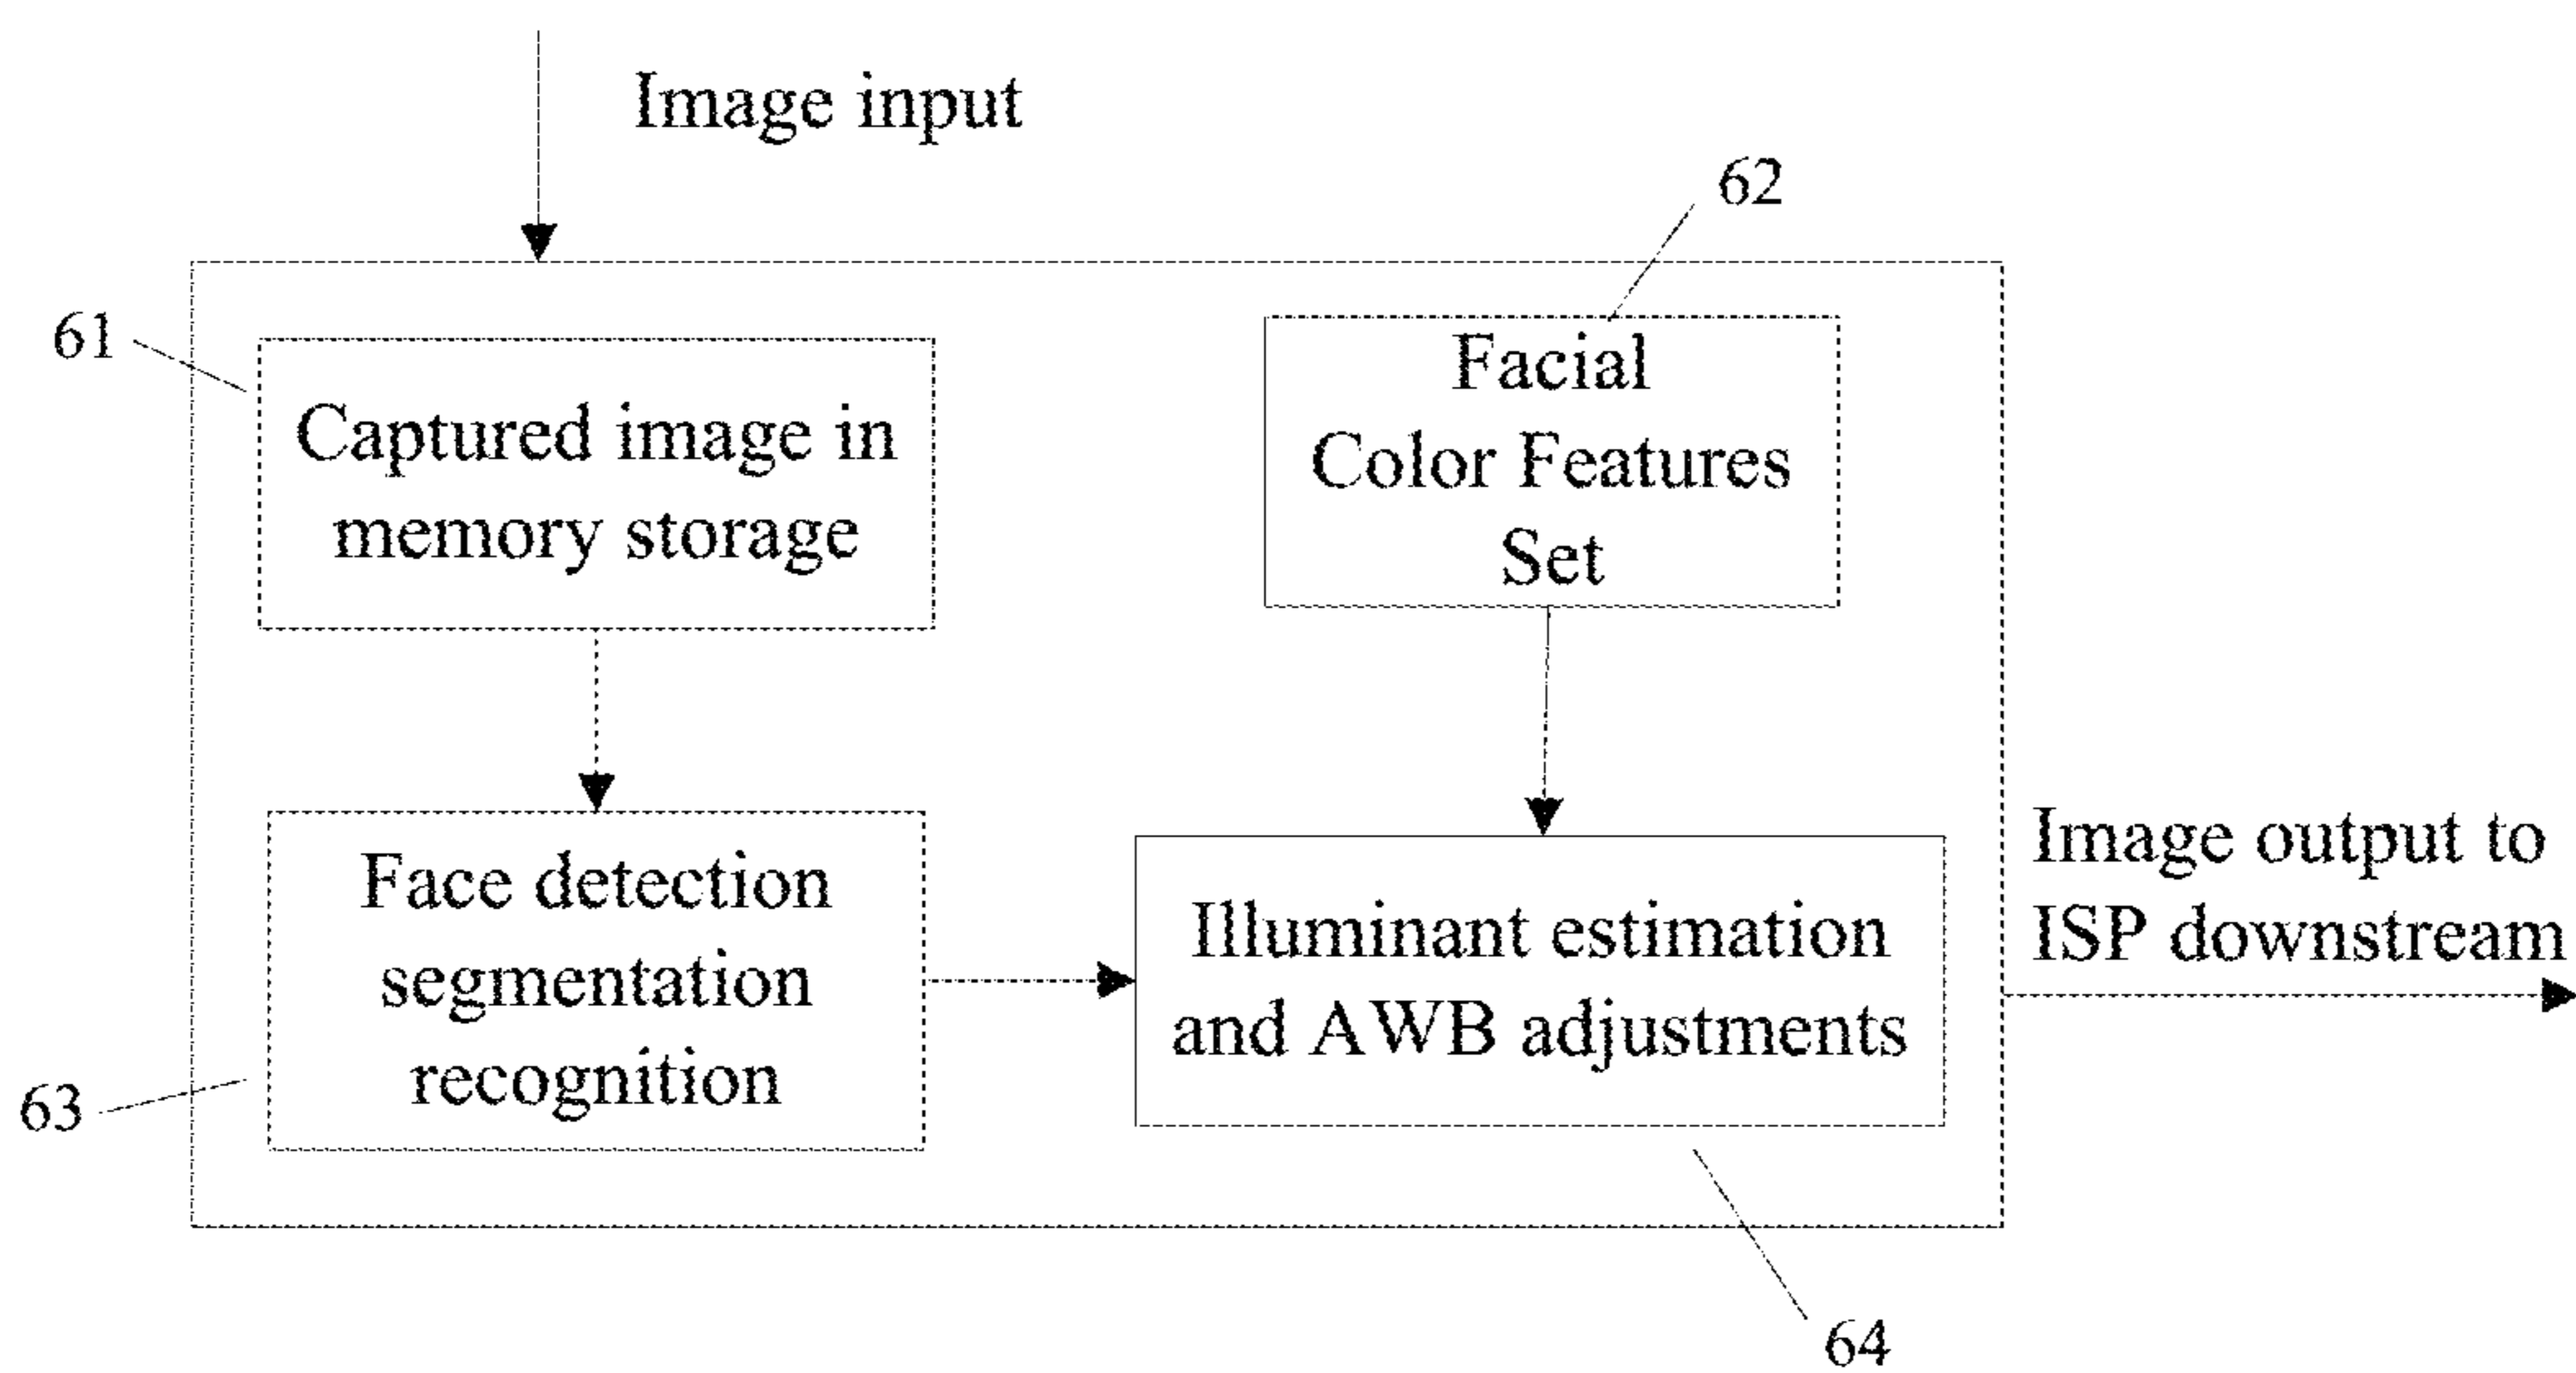 Image input
62
61
Captured image in
memory storage
Facial
Color Features
Set
Face detection
segmentation
recognition
63
Illuminant estimation
and AWB adjustments
64
Image output to
ISP downstream